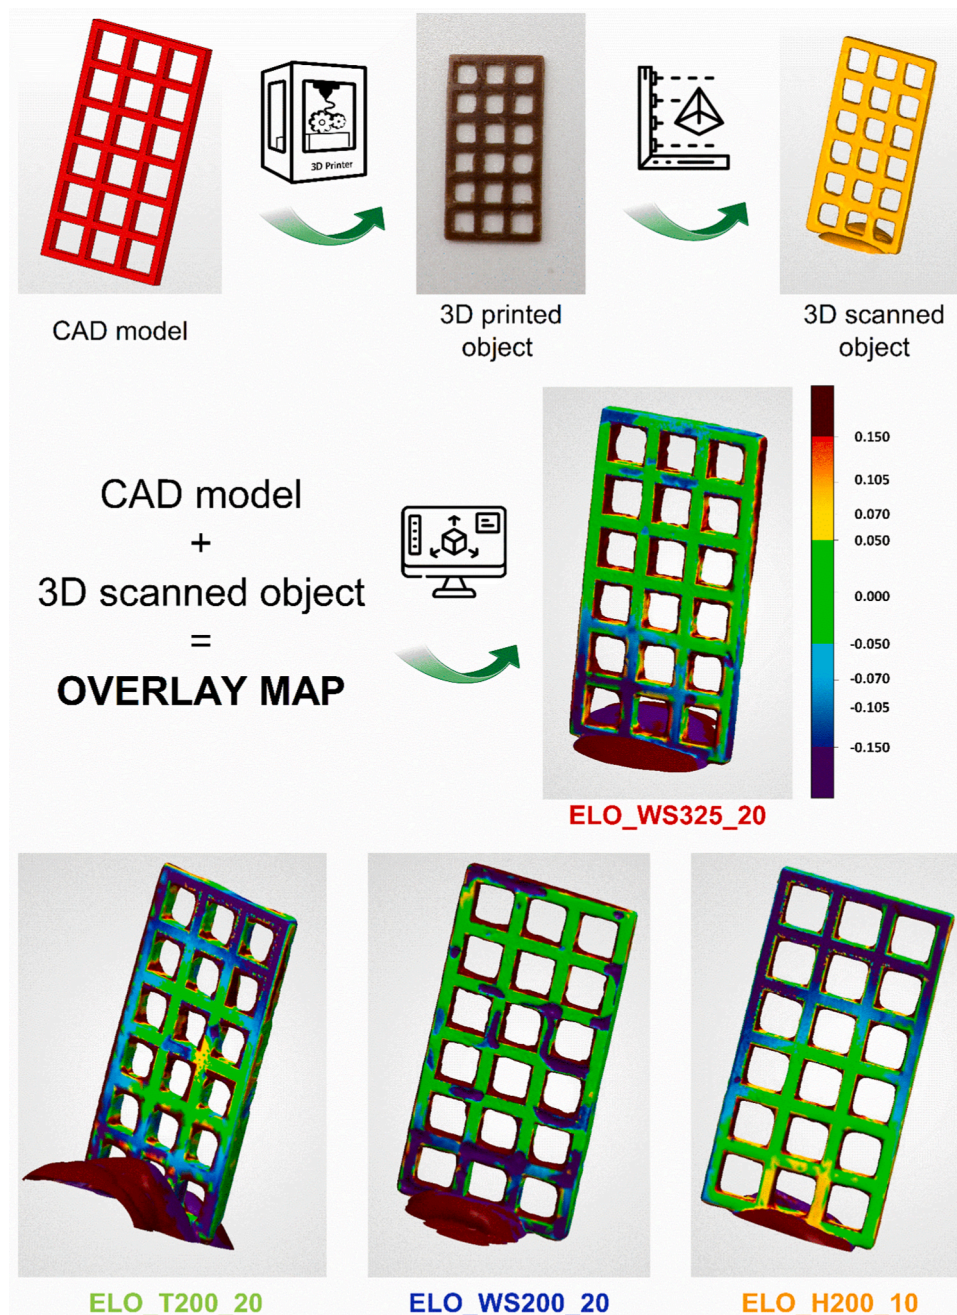 3D Printer
CAD model
3D printed
object
3D scanned
object
CAD model
+
3D scanned object
=
OVERLAY MAP
0.150
0.105
0.070
0.050
0.000
-0.050
-0.070
-0.105
-0.150
ELO_WS325_20
ELO_T200_20
ELO_WS200_20
ELO_H200_10